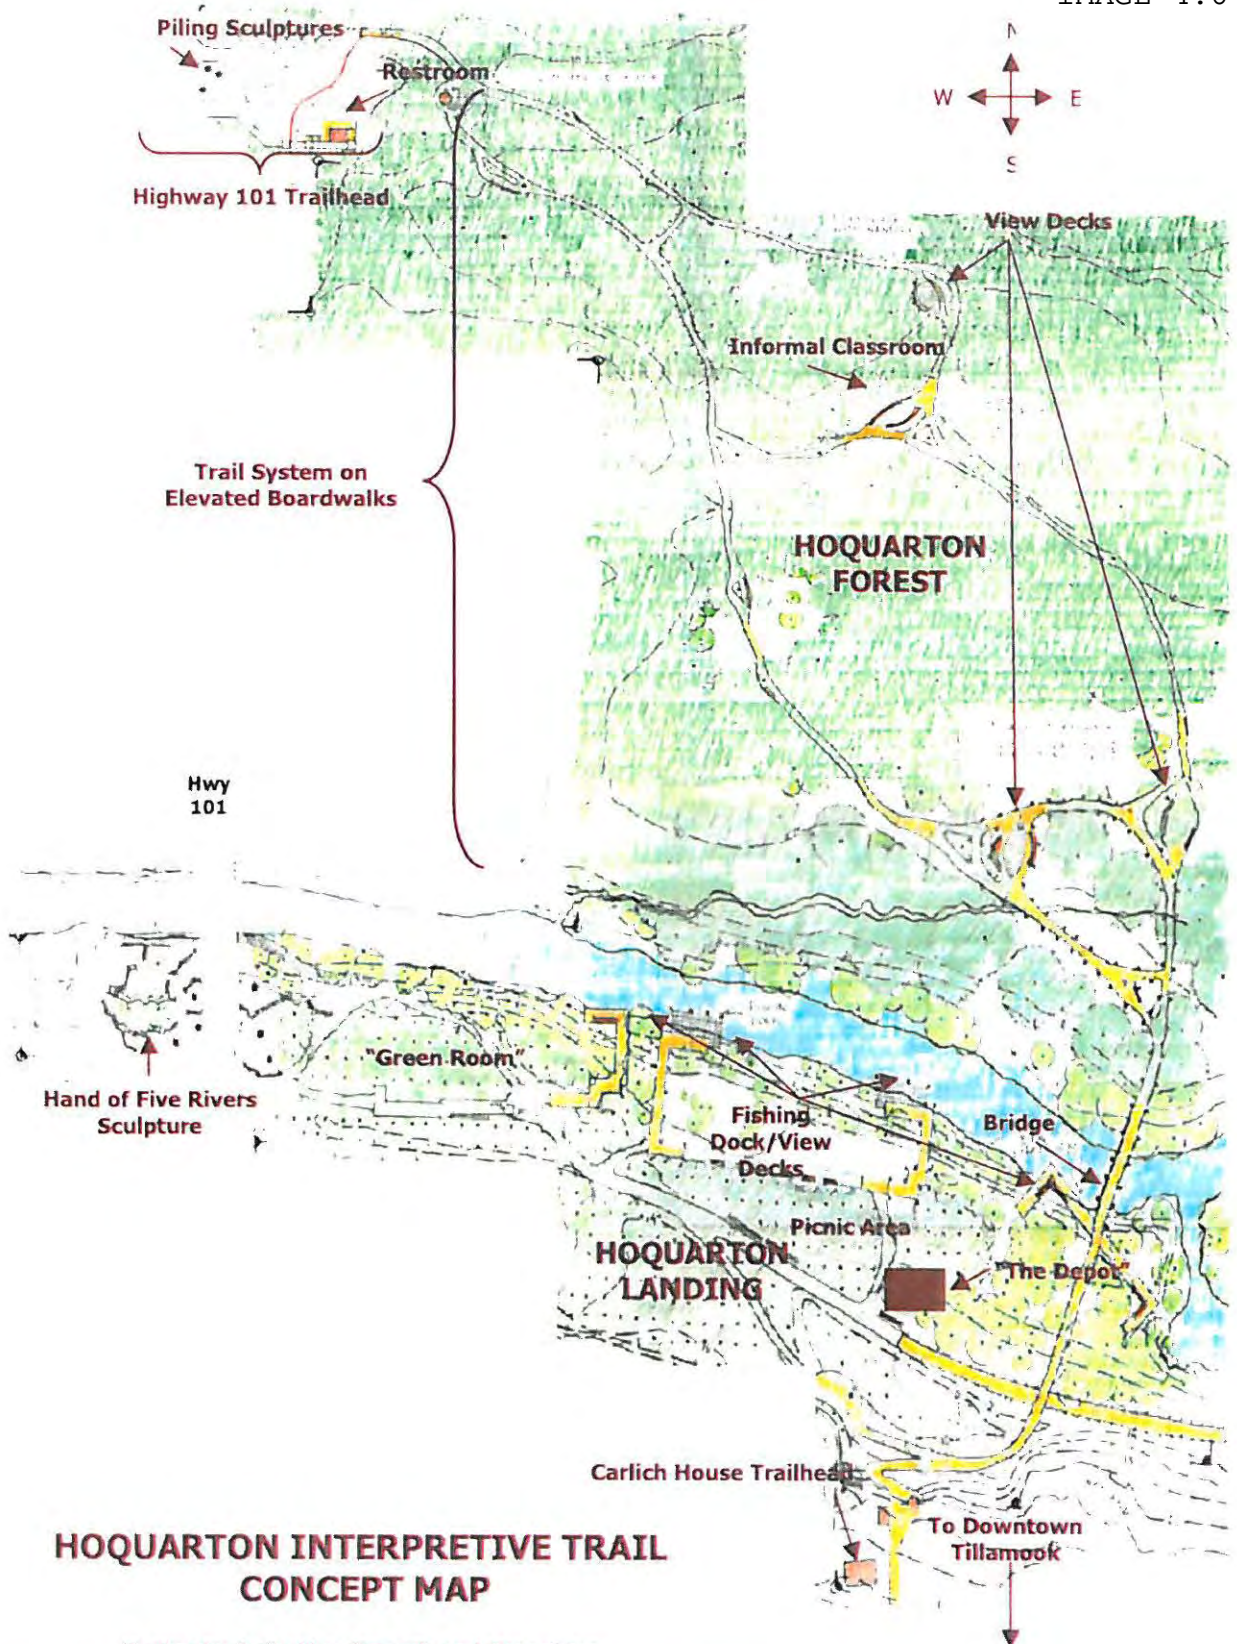 Piling Sculptures
N
Restroom
W
E
S
Highway 101 Trailhead
View Decks
Informal Classroom
Trail System on
Elevated Boardwalks
HOQUARTON
FOREST
Hwy
101
"Green Room"
Hand of Five Rivers
Sculpture
Fishing
Dock/View
Decks
Bridge
Picnic Area
HOQUARTON
LANDING
"The Depot"
Carlich House Trailhead
To Downtown
Tillamook
HOQUARTON INTERPRETIVE TRAIL
CONCEPT MAP